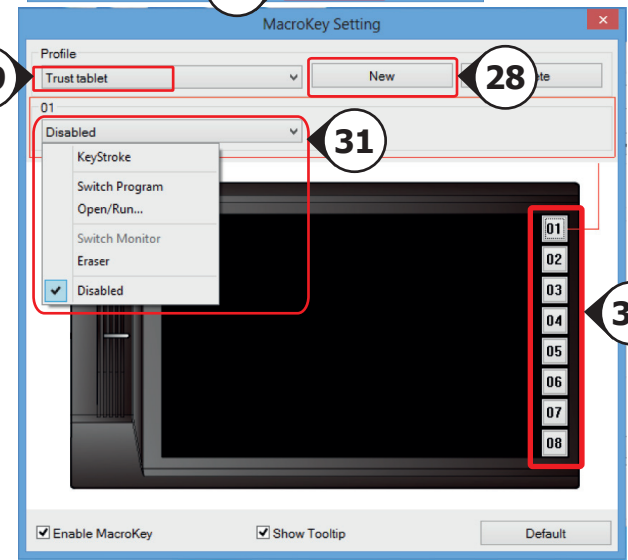 MacroKey Setting
Profile
Trust tablet
New
28
01
Disabled
31
KeyStroke
Switch Program
Open/Run...
Switch Monitor
Eraser
Disabled
01
02
03
04
05
06
07
08
Enable MacroKey
Show Tooltip
Default